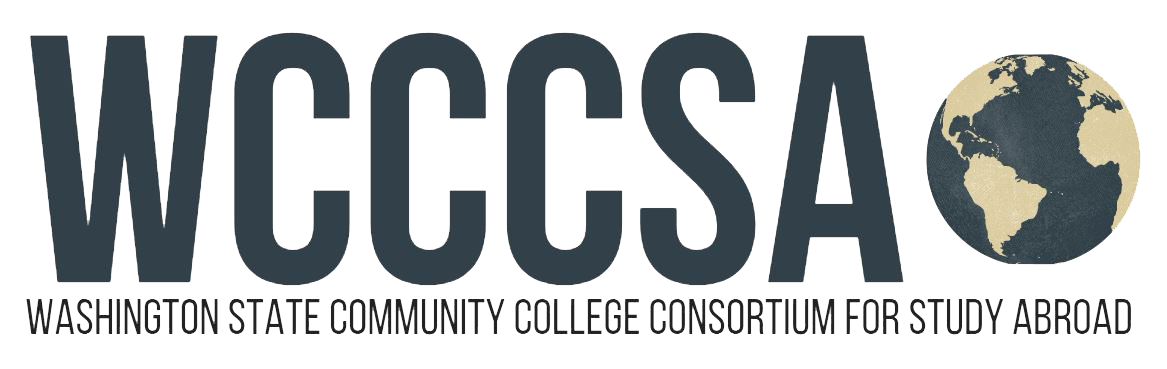 WCCCSA
WASHINGTON STATE COMMUNITY COLLEGE CONSORTIUM FOR STUDY ABROAD